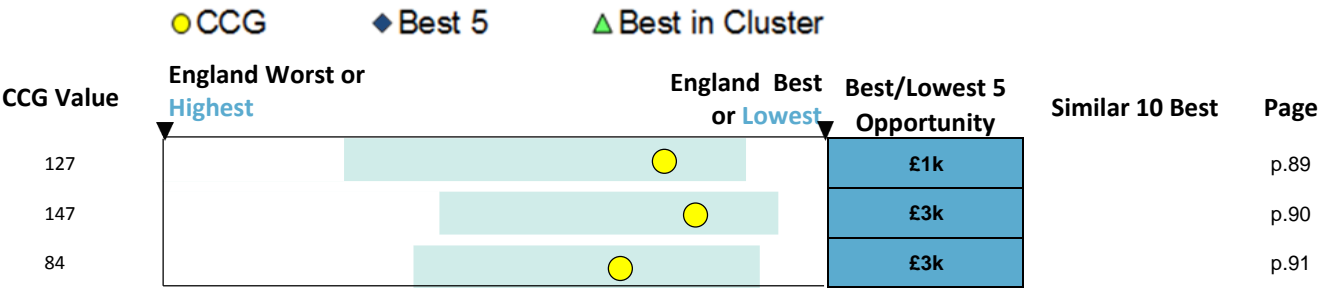 CCG Best 5 Best in Cluster
CCG Value
England Worst or
Highest
England Best
or Lowest
Best/Lowest 5
Opportunity
Similar 10 Best
Page
127 £1k p.89
147 £3k p.90
84 £3k p.91